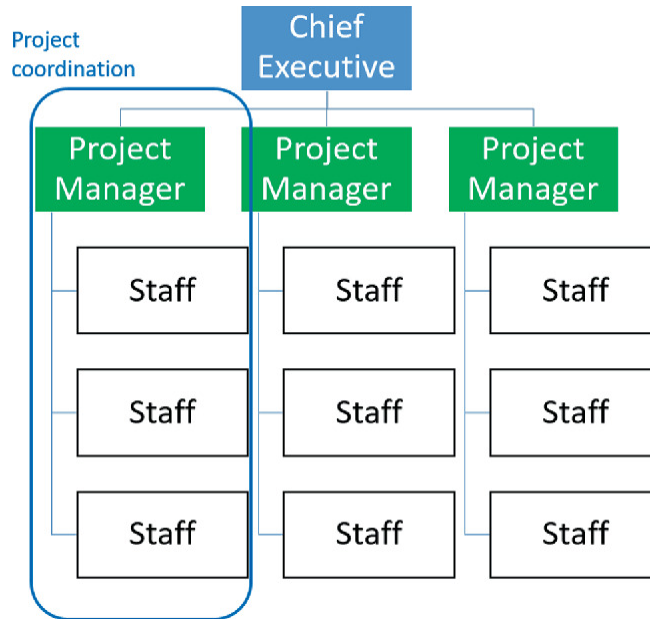 Project
coordination
Chief
Executive
Project
Manager
Project
Manager
Project
Manager
Staff
Staff
Staff
Staff
Staff
Staff
Staff
Staff
Staff